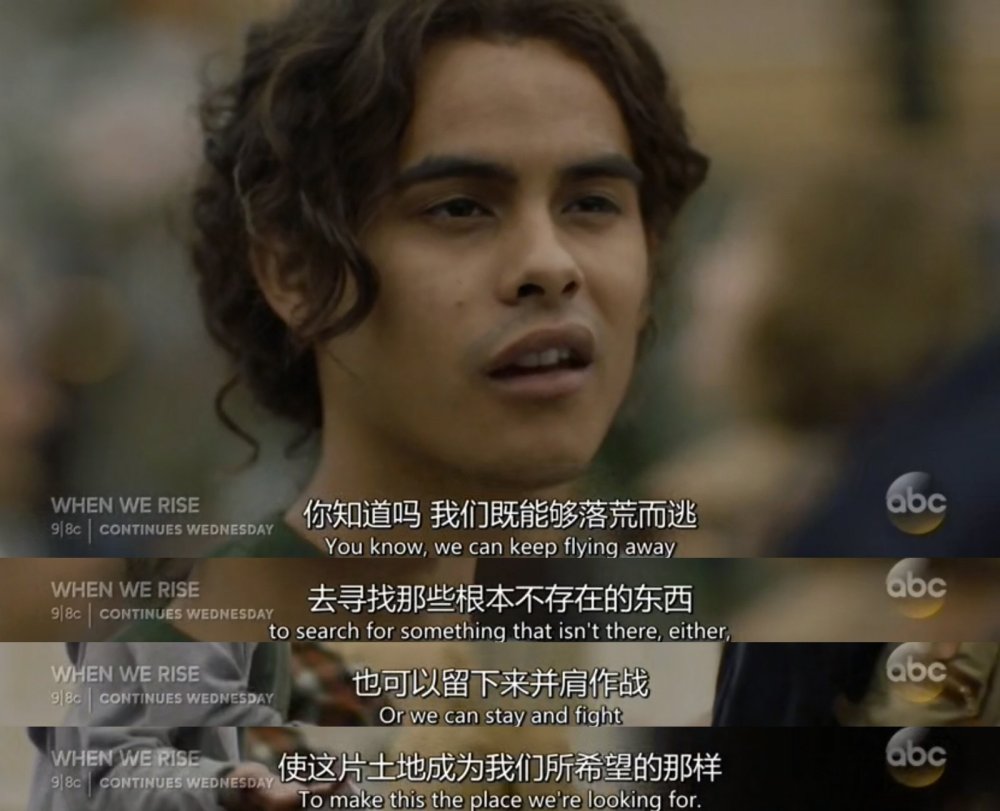 WHEN WE RISE
9|8c | CONTINUES WEDNESDAY
abc
你知道吗 我们既能够落荒而逃
You know, we can keep flying away
WHEN WE RISE
9|8c | CONTINUES WEDNESDAY
abc
去寻找那些根本不存在的东西
to search for something that isn't there, either,
WHEN WE RISE
9|8c | CONTINUES WEDNESDAY
abc
也可以留下来并肩作战
Or we can stay and fight
WHEN WE RISE
9|8c | CONTINUES WEDNESDAY
abc
使这片土地成为我们所希望的那样
To make this the place we're looking for.